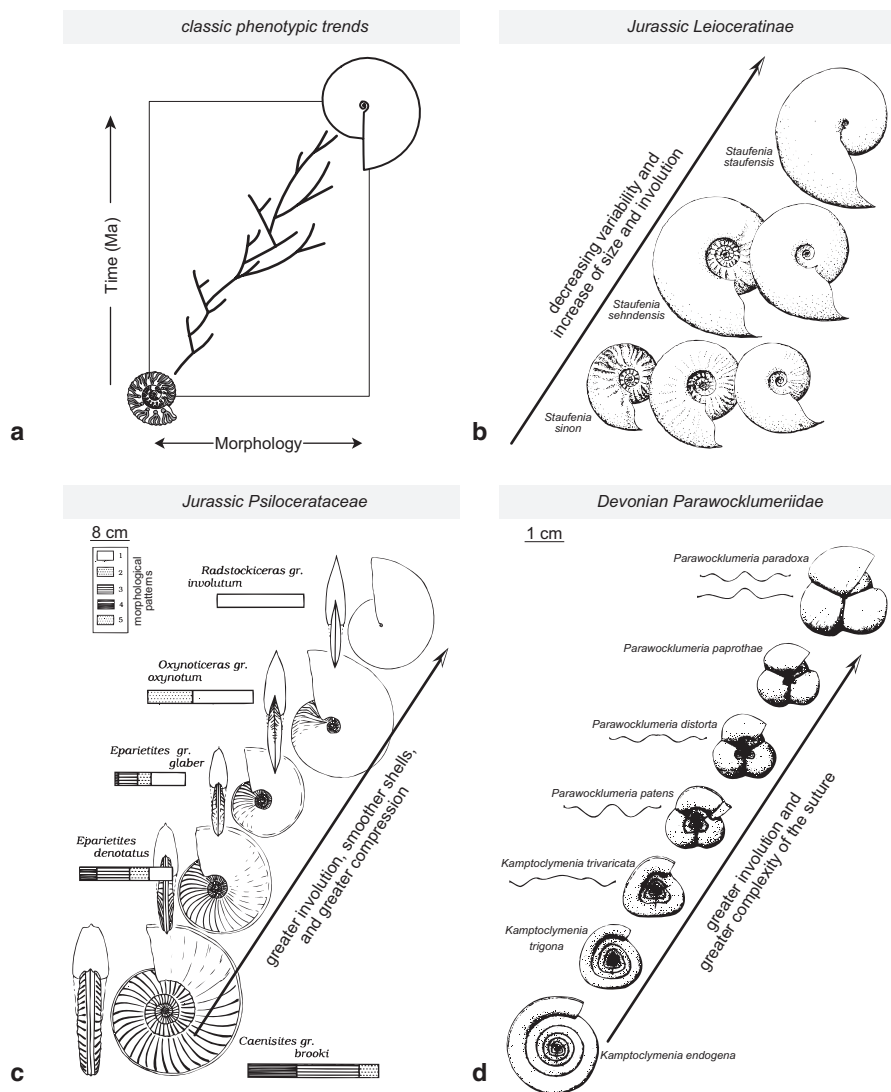 classic phenotypic trends
Time (Ma)
Morphology
a
Jurassic Leioceratinae
decreasing variability and
increase of size and involution
Staufenia
staufensis
Staufenia
sehndensis
Staufenia
sinon
b
Jurassic Psilocerataceae
8 cm
1
2
3
4
5
morphological
patterns
Radstockiceras gr.
involutum
Oxynoticeras gr.
oxynotum
Eparietites gr.
glaber
Eparietites
denotatus
Caenisites gr.
brooki
greater involution, smoother shells,
and greater compression
c
Devonian Parawocklumeriidae
1 cm
Parawocklumeria paradoxa
Parawocklumeria paprothae
Parawocklumeria distorta
Parawocklumeria patens
Kamptoclymenia trivaricata
Kamptoclymenia
trigona
Kamptoclymenia endogena
greater involution and
greater complexity of the suture
d